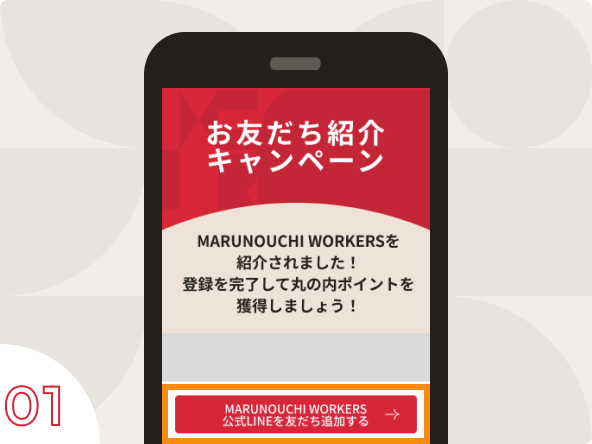 お友だち紹介
キャンペーン
MARUNOUCHI WORKERSを
紹介されました！
登録を完了して丸の内ポイントを
獲得しましょう！
MARUNOUCHI WORKERS
公式LINEを友だち追加する
01